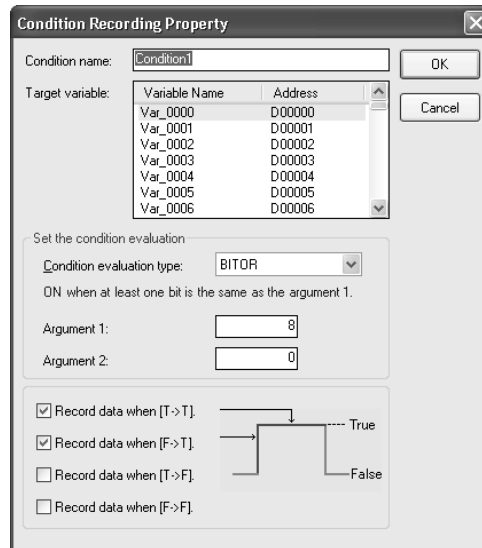 Condition Recording Property
Condition name: Condition1
OK
Target variable:
Variable Name Address
Cancel
Var_0000 D00000
Var_0001 D00001
Var_0002 D00002
Var_0003 D00003
Var_0004 D00004
Var_0005 D00005
Var_0006 D00006
Set the condition evaluation
Condition evaluation type: BITOR
ON when at least one bit is the same as the argument 1.
Argument 1: 8
Argument 2: 0
Record data when [T->T].
True
Record data when [F->T].
Record data when [T->F].
False
Record data when [F->F].